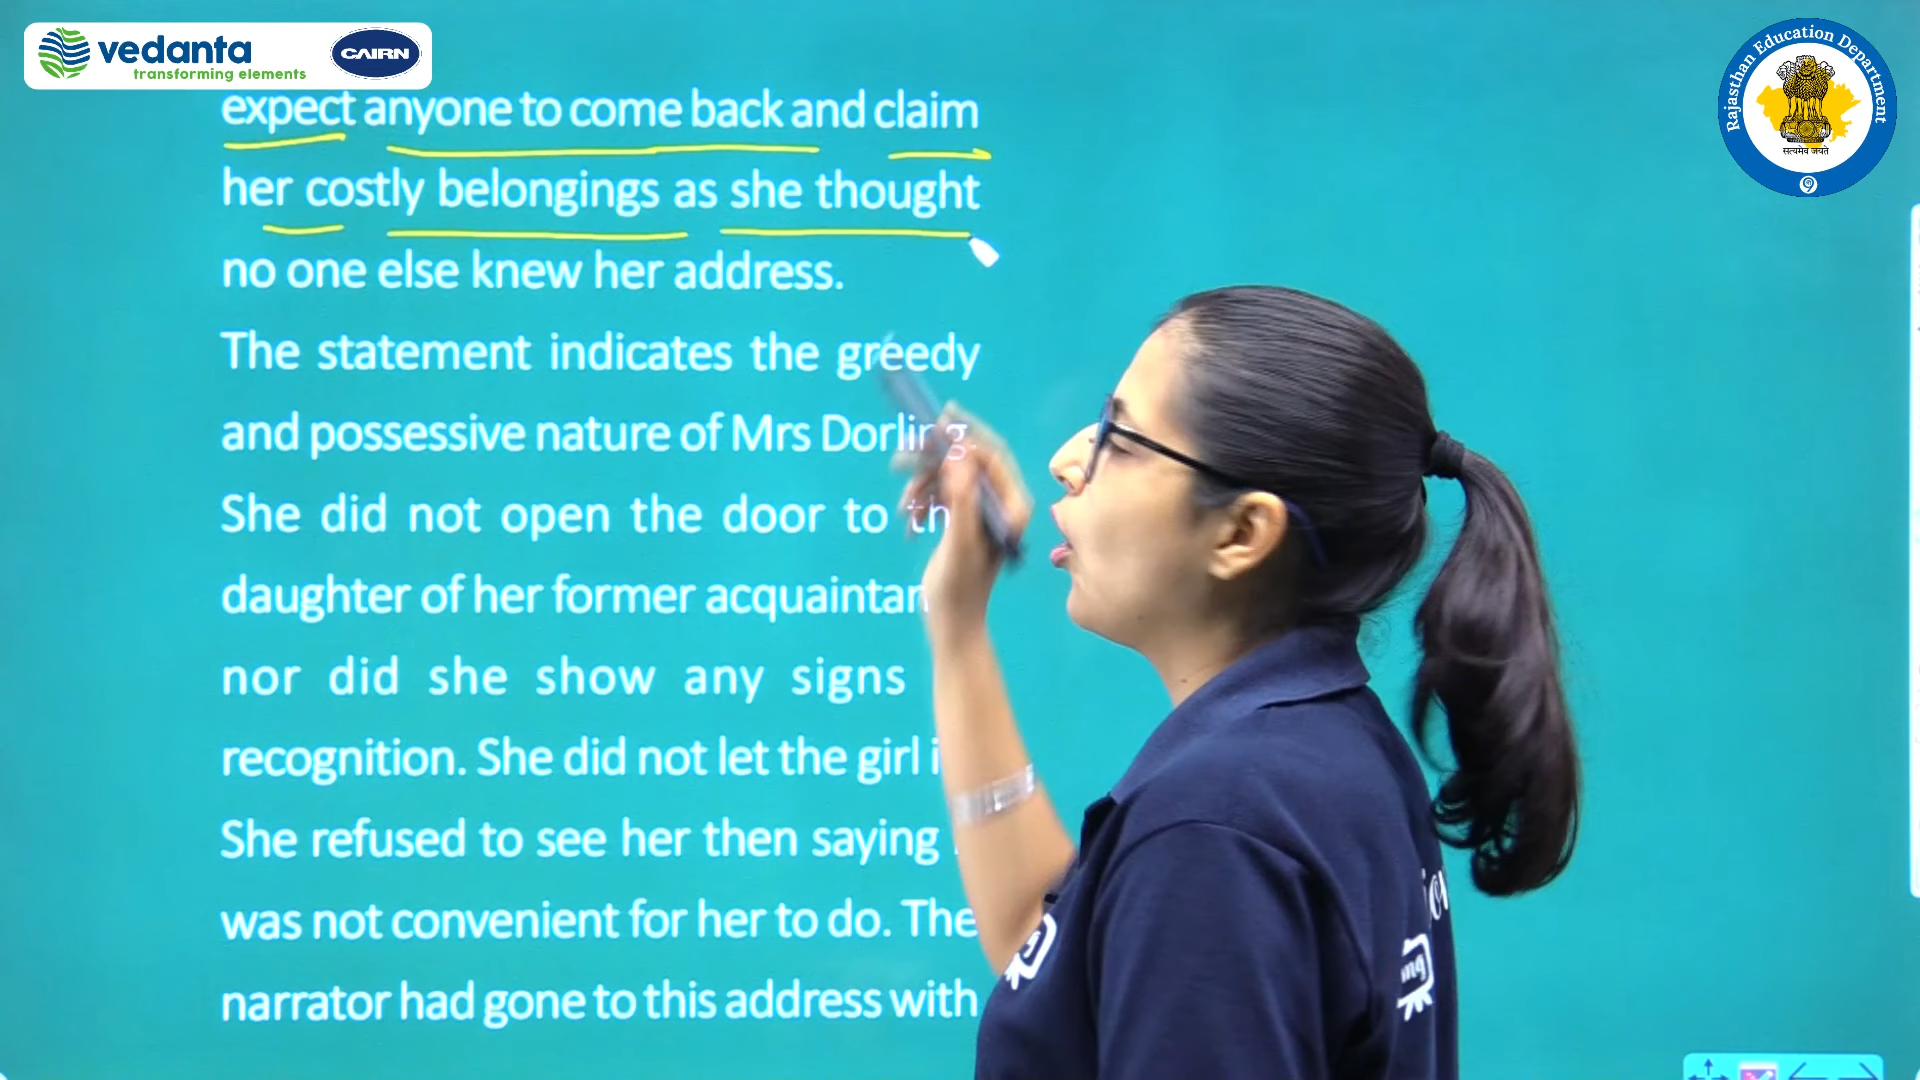 vedanta
transforming elements
CAIRN
Rajasthan Education Department
सत्यमेव जयते
expect anyone to come back and claim
her costly belongings as she thought
no one else knew her address.
The statement indicates the greedy
and possessive nature of Mrs Dorling.
She did not open the door to
daughter of her former
nor did she show any signs
recognition. She did not let the girl
She refused to see her then saying
was not convenient for her to do. The
narrator had gone to this address with